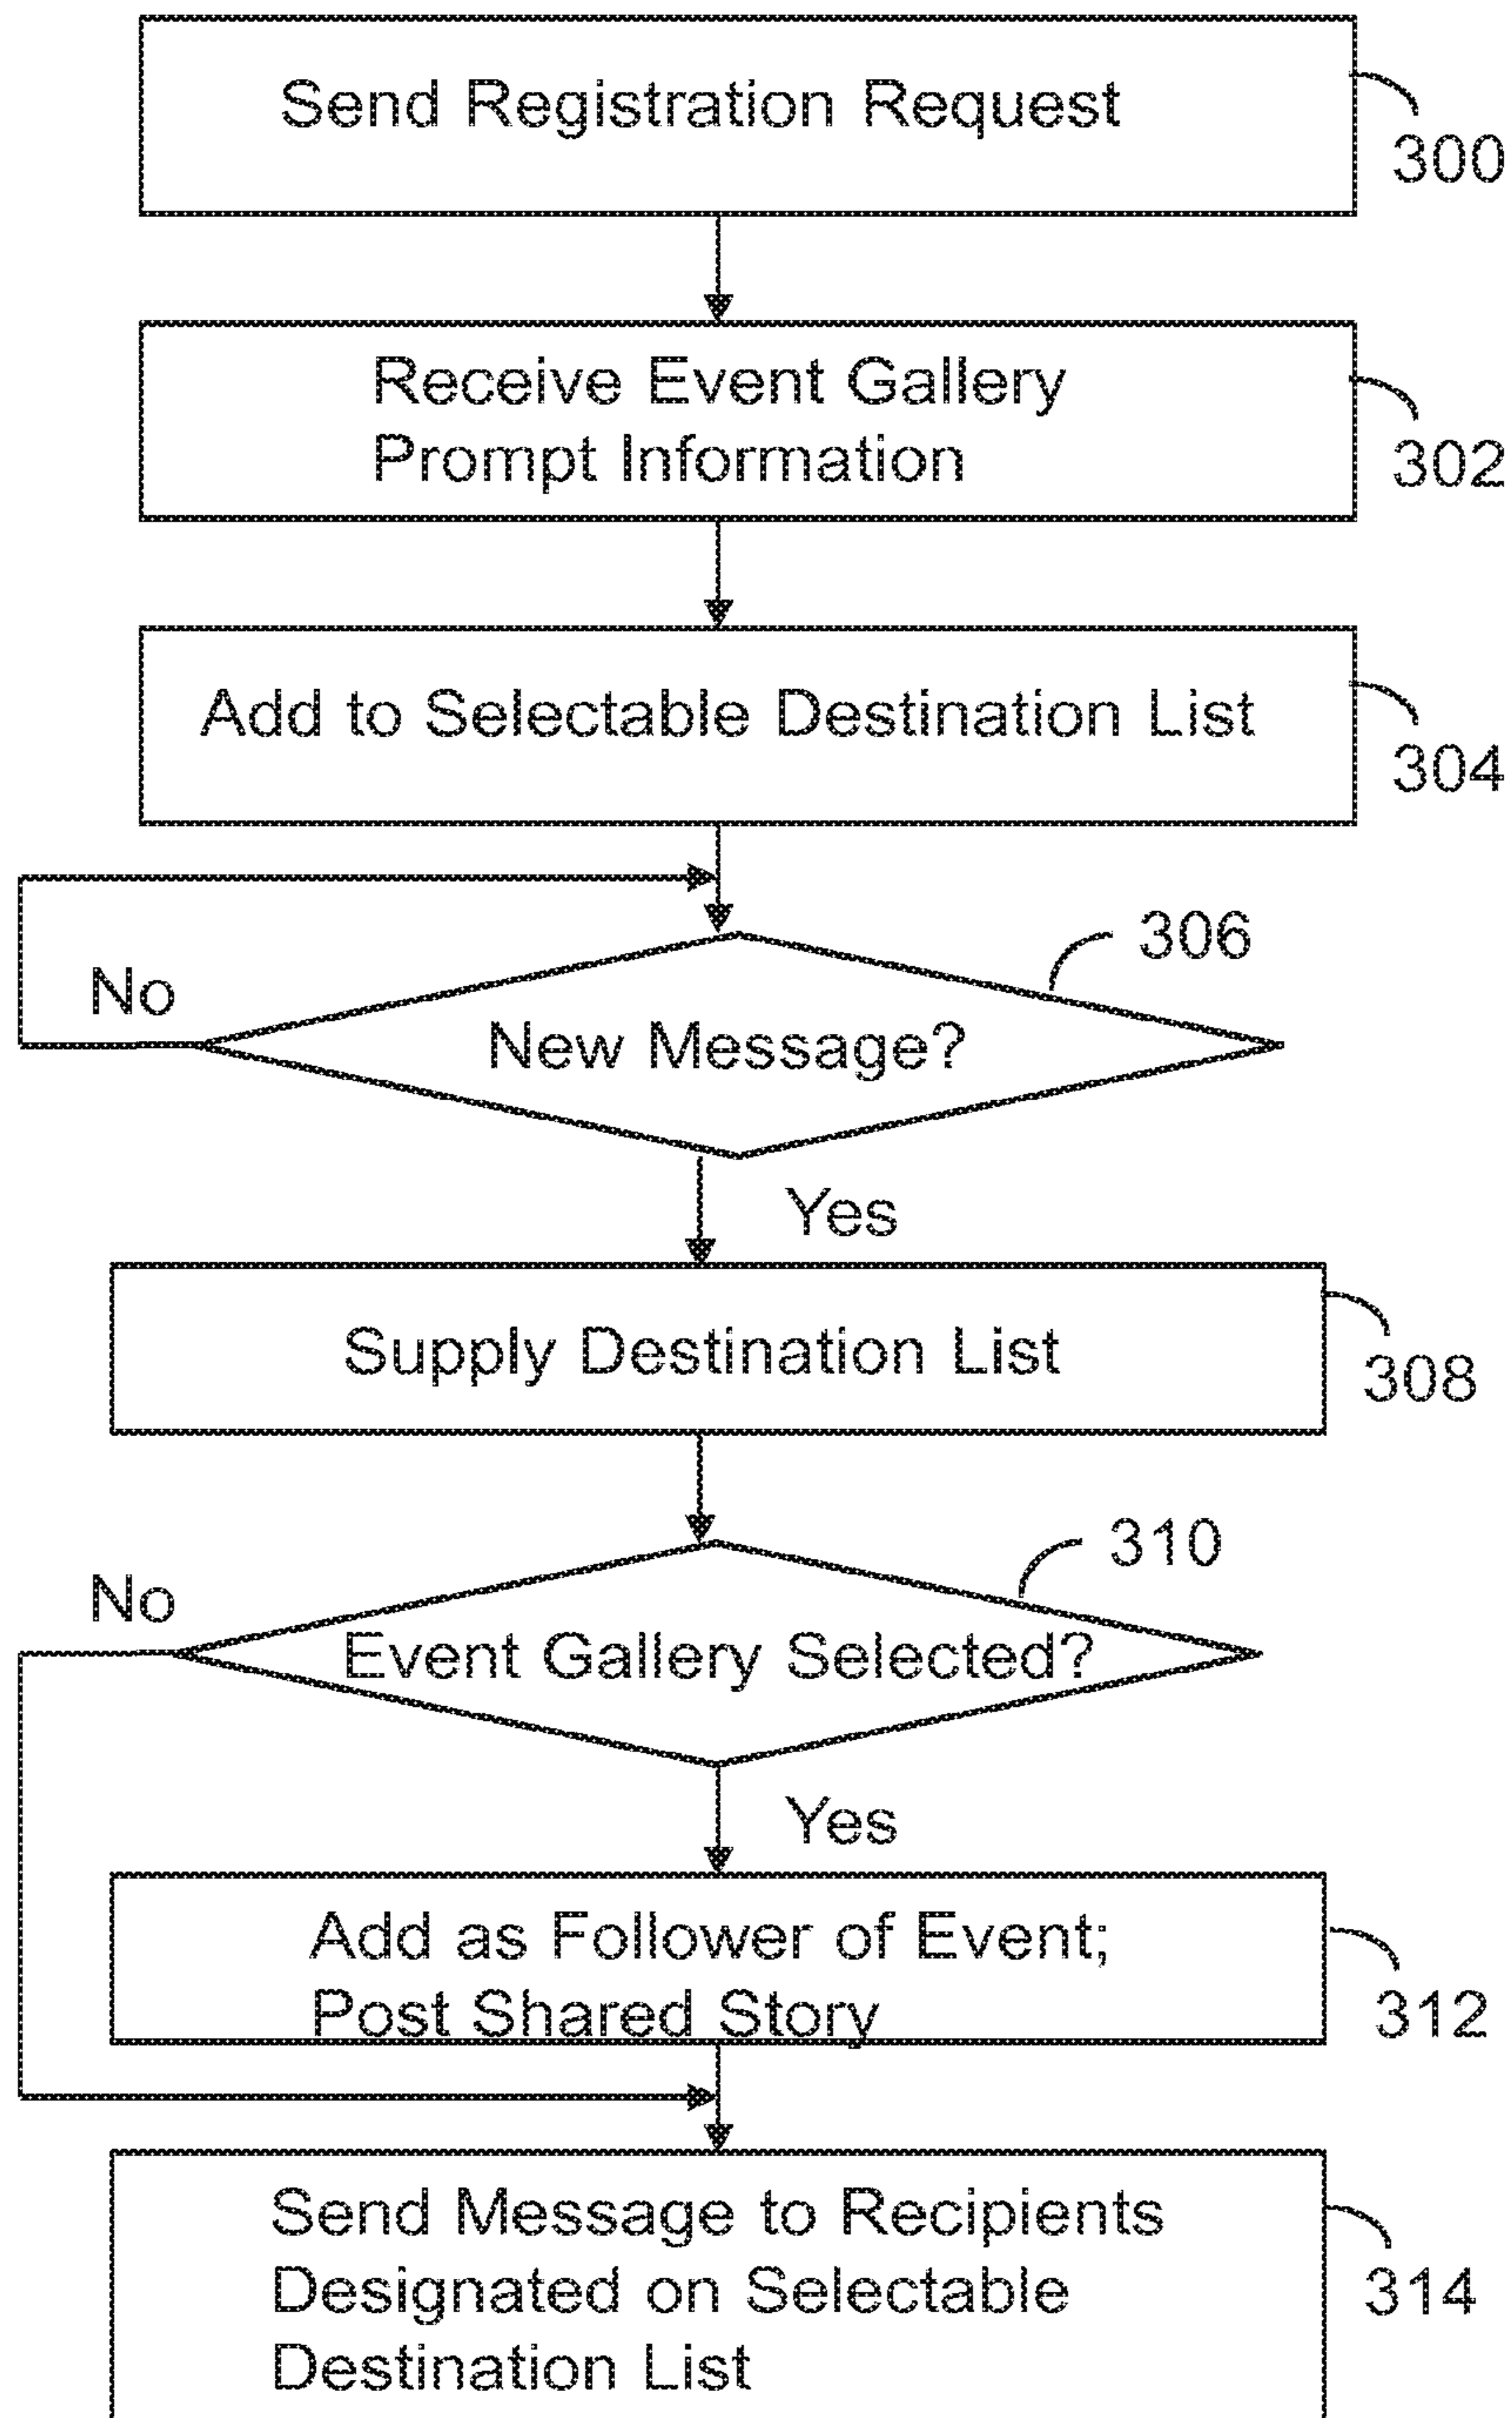 Send Registration Request
300
Receive Event Gallery
Prompt Information
302
Add to Selectable Destination List
304
306
No
New Message?
Yes
Supply Destination List
308
310
No
Event Gallery Selected?
Yes
Add as Follower of Event;
Post Shared Story
312
Send Message to Recipients
Designated on Selectable
Destination List
314